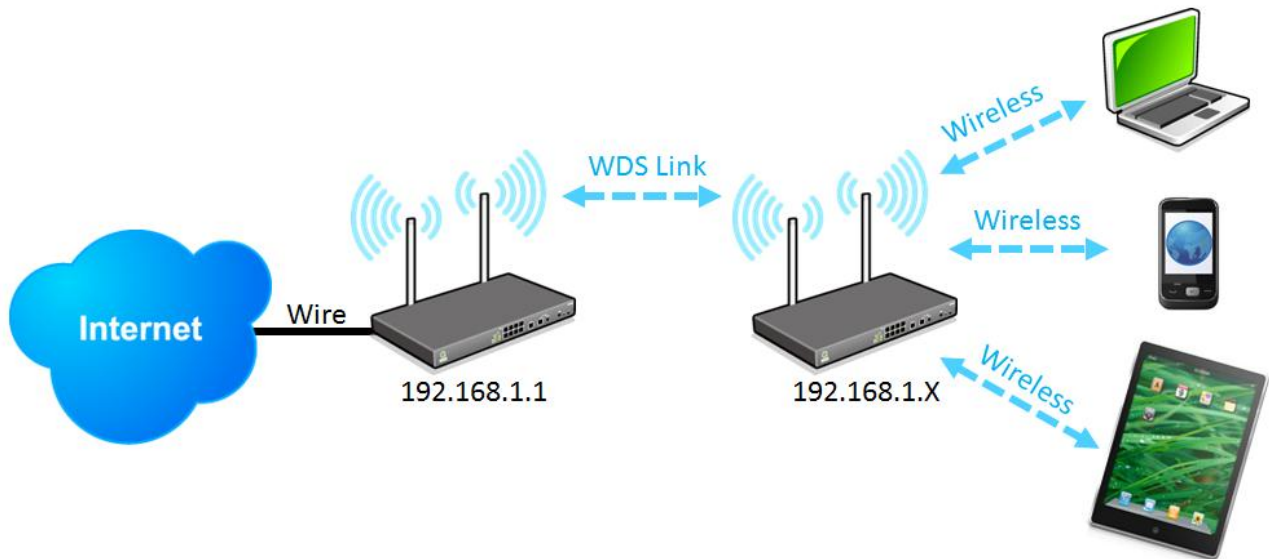 Internet
Wire
192.168.1.1
WDS Link
192.168.1.X
Wireless
Wireless
Wireless